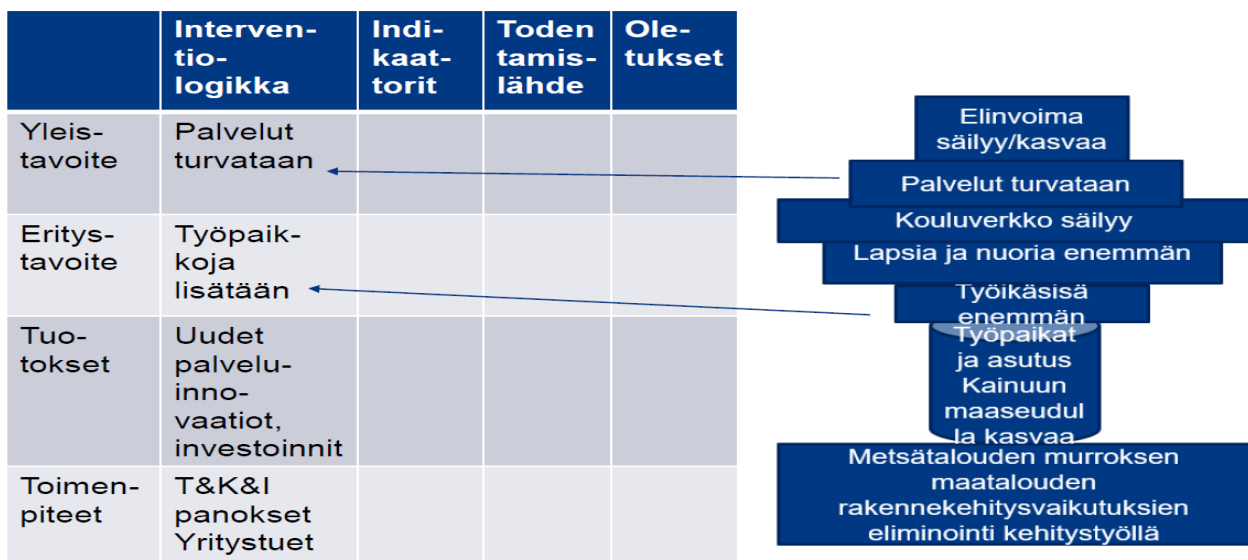 Interven-
tio-
logikka
Indi-
kaat-
torit
Toden
tamis-
lähde
Ole-
tukset
Yleis-
tavoite
Palvelut
turvataan
Eritys-
tavoite
Työpaik-
koja
lisätään
Tuo-
tokset
Uudet
palvelu-
inno-
vaatiot,
investoinnit
Toimen-
piteet
T&K&I
panokset
Yritystuet
Elinvoima
säilyy/kasvaa
Palvelut turvataan
Kouluverkko säilyy
Lapsia ja nuoria enemmän
Työikäsisä
enemmän
Työpaikat
ja asutus
Kainuun
maaseudul
la kasvaa
Metsätalouden murroksen
maatalouden
rakennekehitysvaikutuksien
eliminointi kehitystyöllä